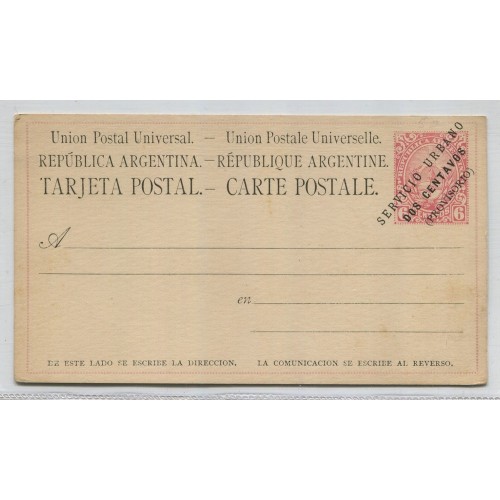 Union Postal Universal. — Union Postale Universelle.
REPÚBLICA ARGENTINA. — RÉPUBLIQUE ARGENTINE.
TARJETA POSTAL. — CARTE POSTALE.
SERVICIO URBANO
DOS CENTAVOS
(PROVISORIO)
6
A
en
DE ESTE LADO SE ESCRIBE LA DIRECCION. LA COMUNICACION SE ESCRIBE AL REVERSO.